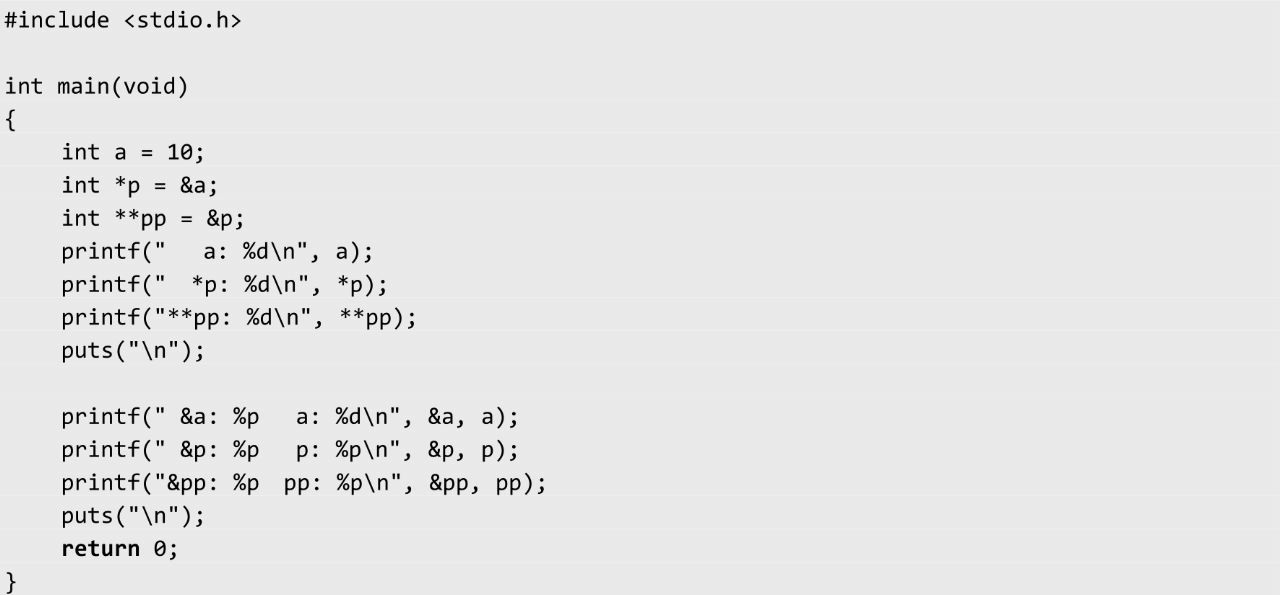 #include <stdio.h>
int main(void)
{
int a = 10;
int *p = &a;
int **pp = &p;
printf("   a: %d\n", a);
printf("  *p: %d\n", *p);
printf("**pp: %d\n", **pp);
puts("\n");
printf(" &a: %p   a: %d\n", &a, a);
printf(" &p: %p   p: %p\n", &p, p);
printf("&pp: %p  pp: %p\n", &pp, pp);
puts("\n");
return 0;
}